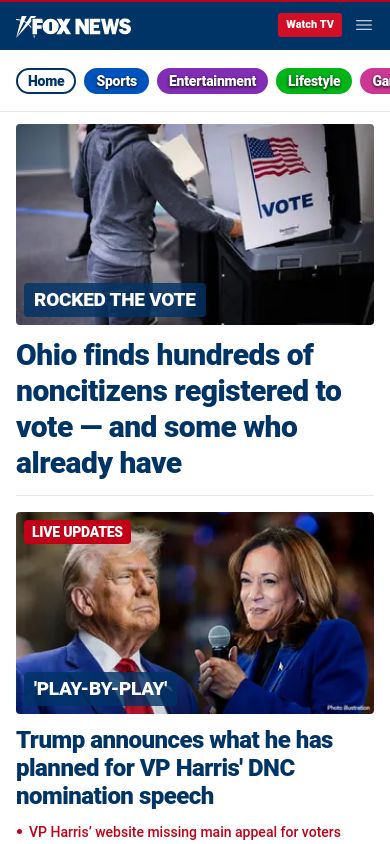 FOX NEWS
Watch TV
Home
Sports
Entertainment
Lifestyle
VOTE
ROCKED THE VOTE
Ohio finds hundreds of
noncitizens registered to
vote — and some who
already have
LIVE UPDATES
'PLAY-BY-PLAY'
Photo illustration
Trump announces what he has
planned for VP Harris' DNC
nomination speech
• VP Harris’ website missing main appeal for voters